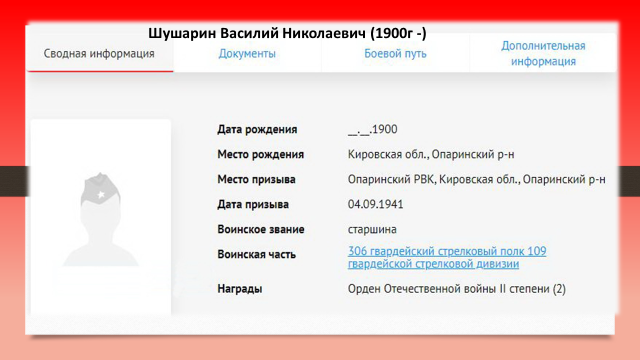 Шушарин Василий Николаевич (1900г -)
Сводная информация
Документы
Боевой путь
Дополнительная
информация
Дата рождения __.__.1900
Место рождения Кировская обл., Опаринский р-н
Место призыва Опаринский РВК, Кировская обл., Опаринский р-н
Дата призыва 04.09.1941
Воинское звание старшина
Воинская часть 306 гвардейский стрелковый полк 109
гвардейской стрелковой дивизии
Награды Орден Отечественной войны II степени (2)